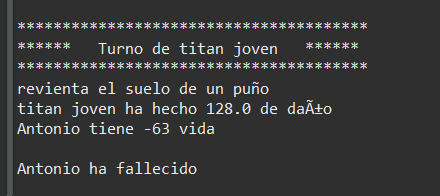 ***************************************
******   Turno de titan joven   ******
***************************************
revienta el suelo de un puño
titan joven ha hecho 128.0 de daÃ±o
Antonio tiene -63 vida
Antonio ha fallecido